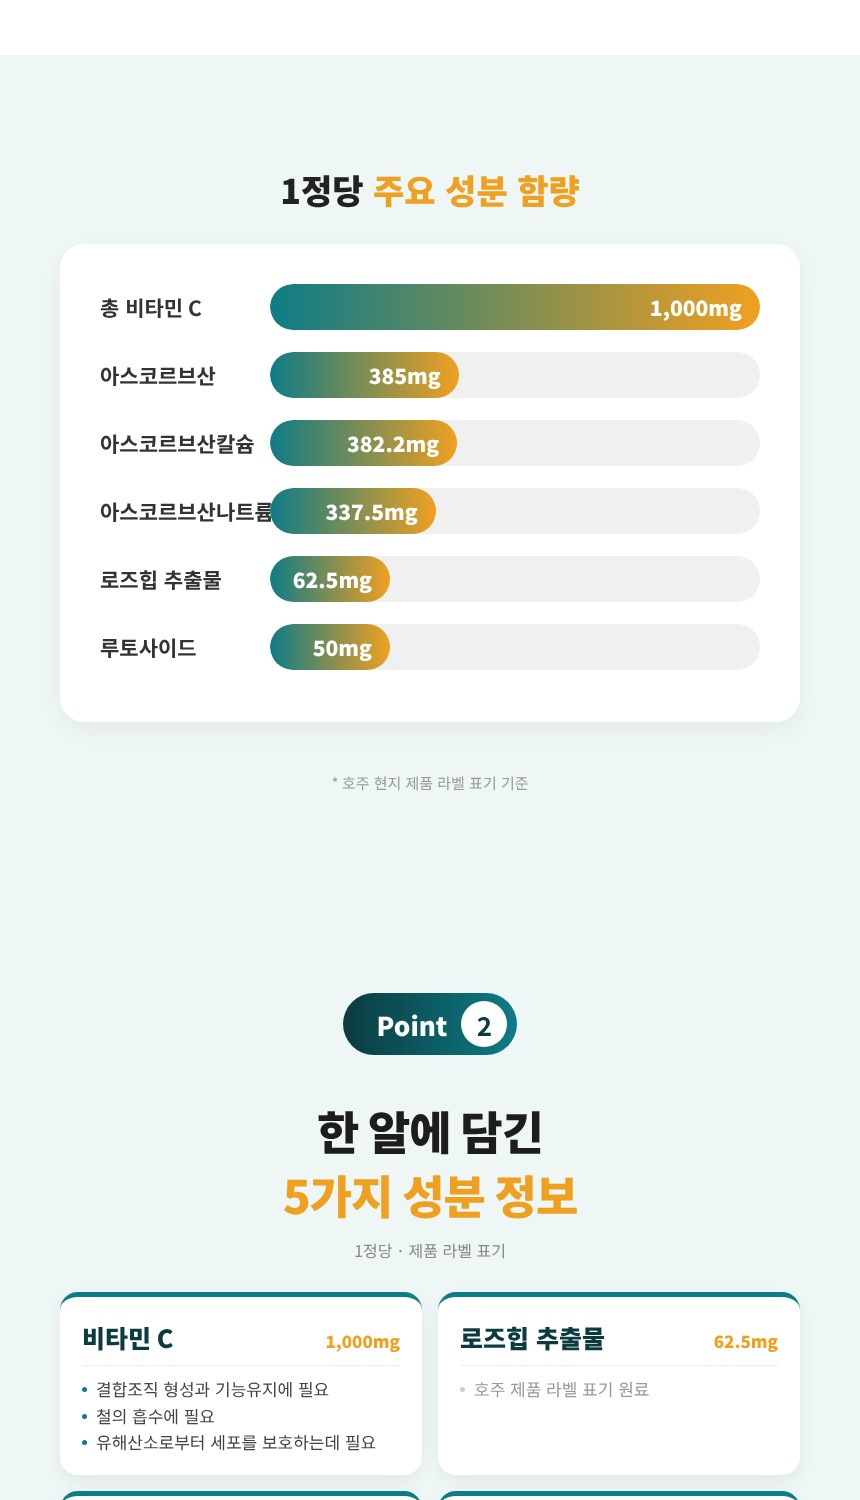 1정당 주요 성분 함량
총 비타민 C 1,000mg
아스코르브산 385mg
아스코르브산칼슘 382.2mg
아스코르브산나트륨 337.5mg
로즈힙 추출물 62.5mg
루토사이드 50mg
* 호주 현지 제품 라벨 표기 기준
Point 2
한 알에 담긴
5가지 성분 정보
1정당 · 제품 라벨 표기
비타민 C 1,000mg
• 결합조직 형성과 기능유지에 필요
• 철의 흡수에 필요
• 유해산소로부터 세포를 보호하는데 필요
로즈힙 추출물 62.5mg
• 호주 제품 라벨 표기 원료